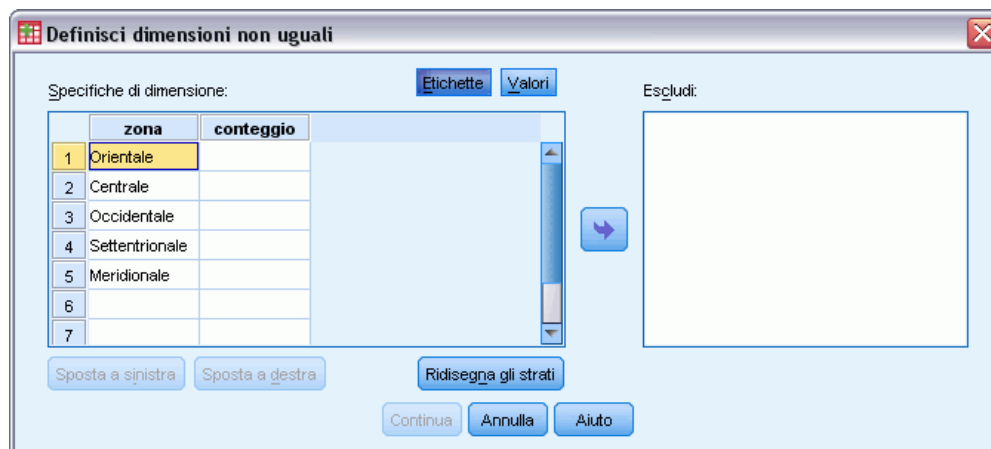 Definisci dimensioni non uguali
Specifiche di dimensione:
Etichette Valori
Escludi:
zona conteggio
1 Orientale
2 Centrale
3 Occidentale
4 Settentrionale
5 Meridionale
6
7
Sposta a sinistra Sposta a destra Ridisegna gli strati
Continua Annulla Aiuto